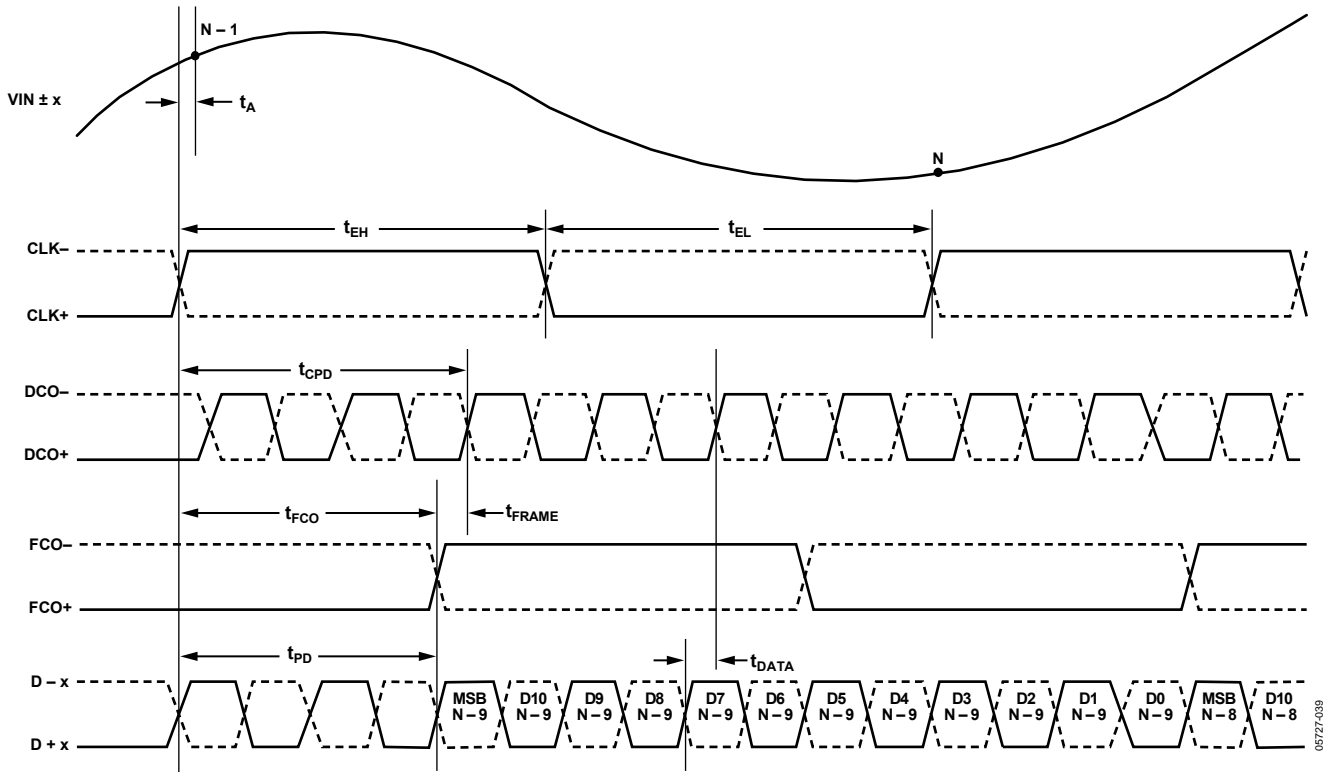 N – 1
VIN ± x
tA
N
tEH
tEL
CLK–
CLK+
tCPD
DCO–
DCO+
tFCO
tFRAME
FCO–
FCO+
tPD
tDATA
D – x
MSB N – 9 D10 N – 9 D9 N – 9 D8 N – 9 D7 N – 9 D6 N – 9 D5 N – 9 D4 N – 9 D3 N – 9 D2 N – 9 D1 N – 9 D0 N – 9 MSB N – 8 D10 N – 8
D + x
05727-039